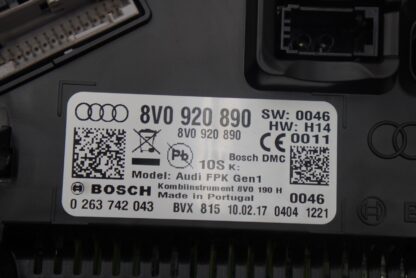 8V0 920 890 SW: 0046
8V0 920 890 HW: H14
CE 0011
Pb 10S Bosch DMC
Model: Audi FPK Gen1
BOSCH Kombiinstrument 8V0 190 H
Made in Portugal 0046
0 263 742 043 BVX 815 10.02.17 0404 1221